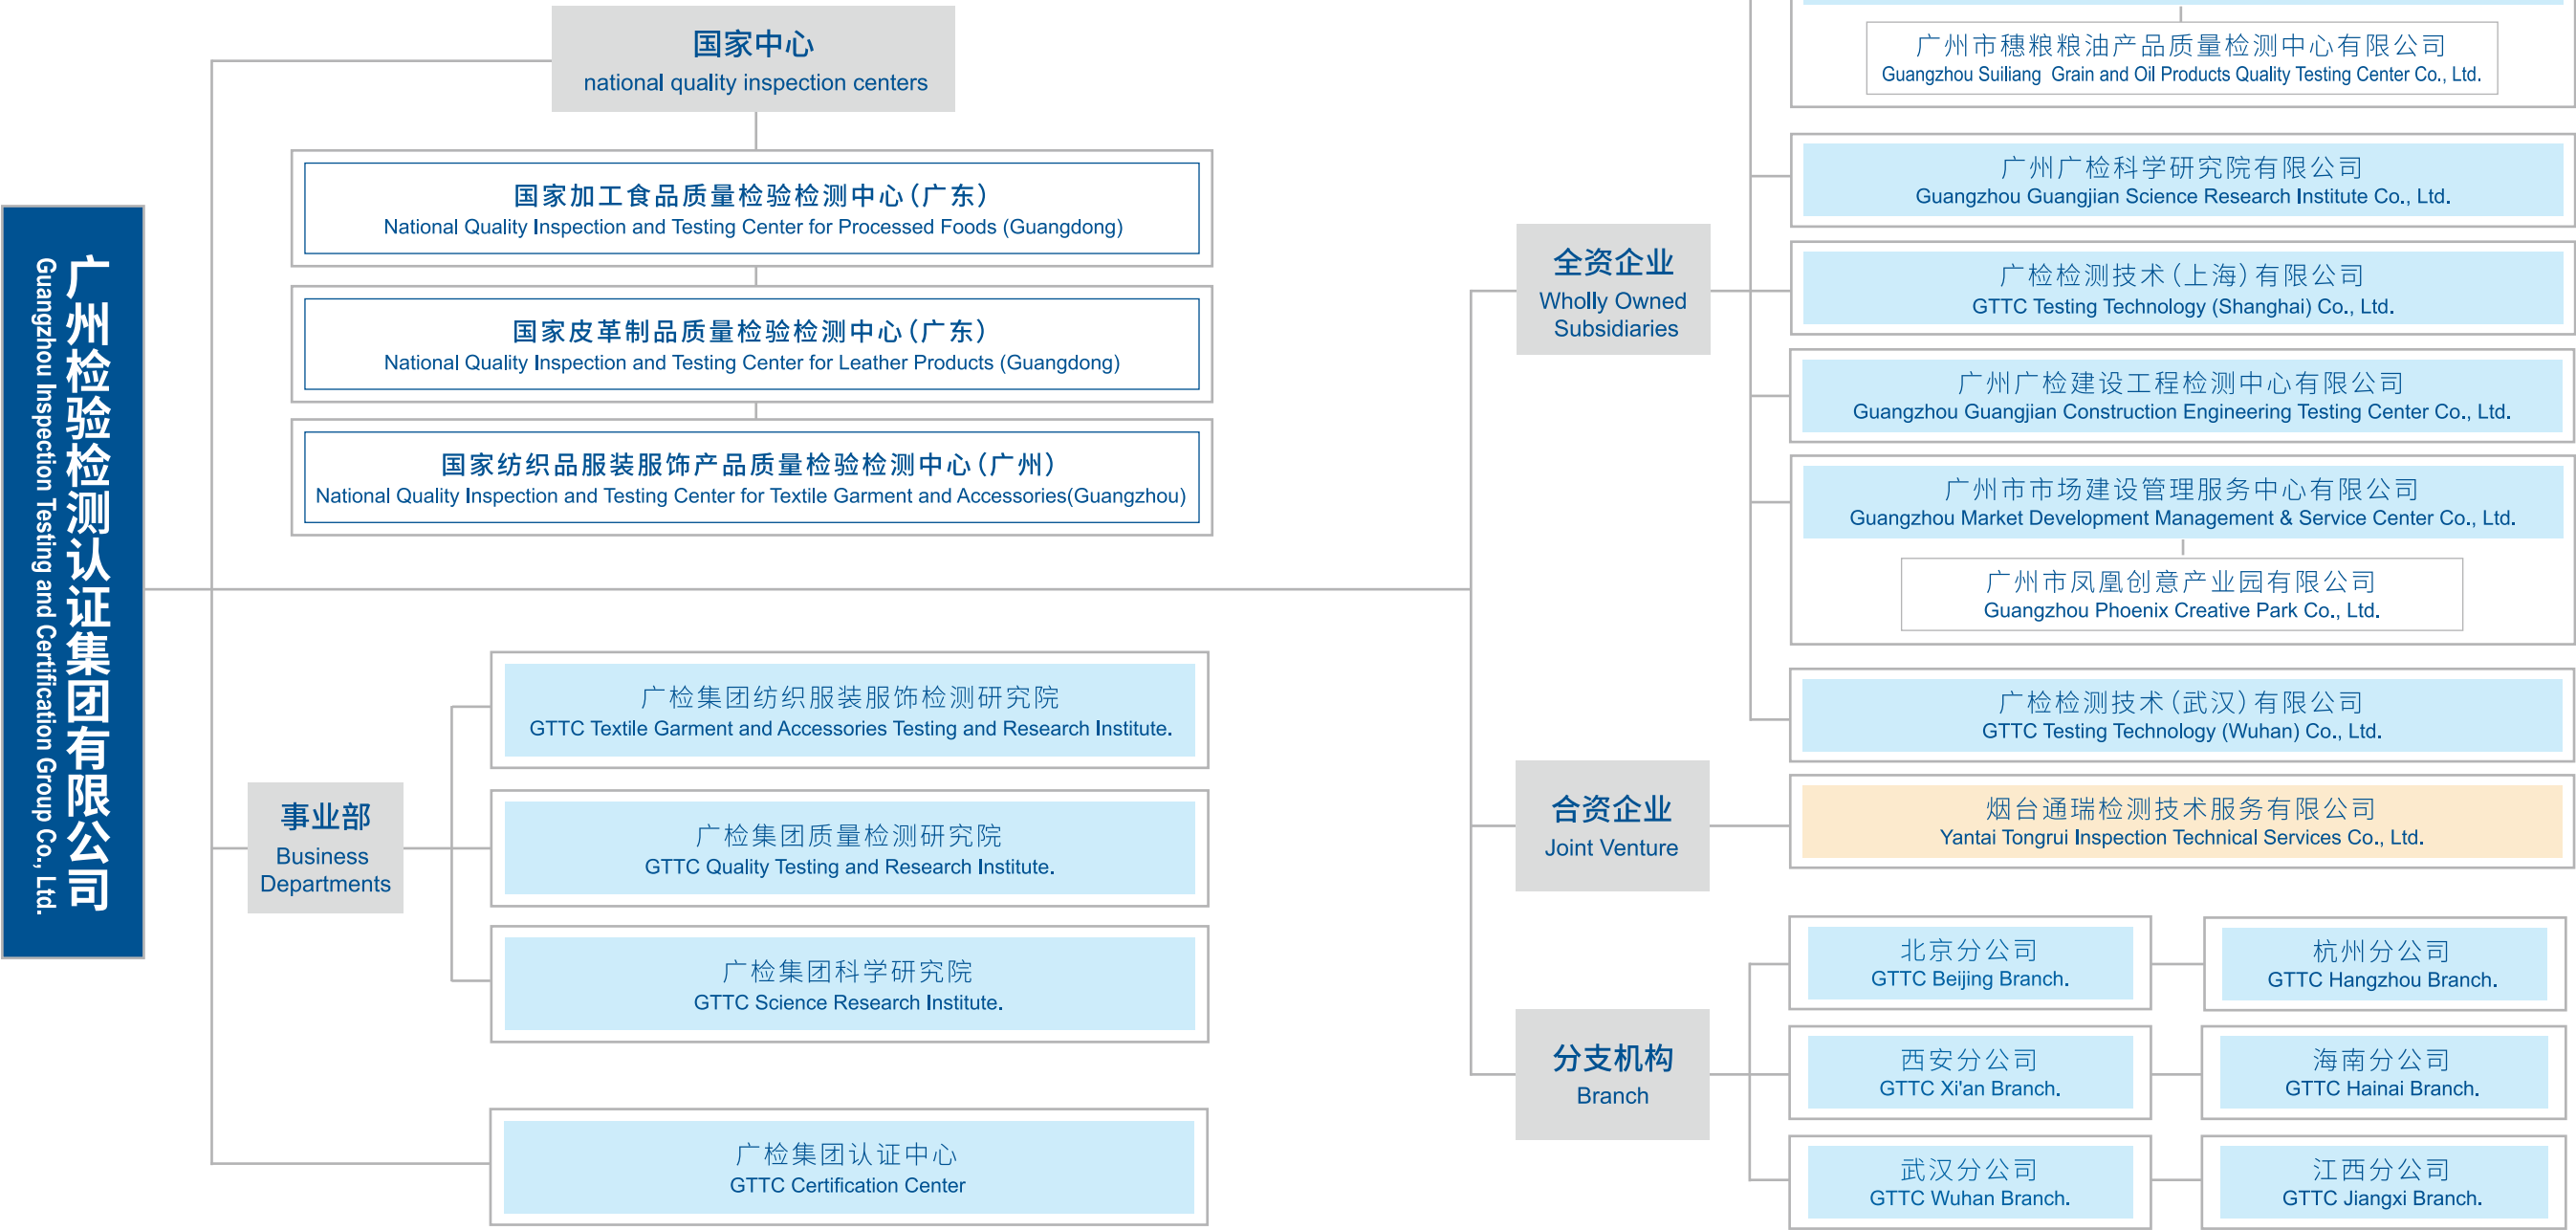 广州检验检测认证集团有限公司
Guangzhou Inspection Testing and Certification Group Co., Ltd.
国家中心
national quality inspection centers
国家加工食品质量检验检测中心（广东）
National Quality Inspection and Testing Center for Processed Foods (Guangdong)
国家皮革制品质量检验检测中心（广东）
National Quality Inspection and Testing Center for Leather Products (Guangdong)
国家纺织品服装服饰产品质量检验检测中心（广州）
National Quality Inspection and Testing Center for Textile Garment and Accessories(Guangzhou)
事业部
Business
Departments
广检集团纺织服装服饰检测研究院
GTTC Textile Garment and Accessories Testing and Research Institute.
广检集团质量检测研究院
GTTC Quality Testing and Research Institute.
广检集团科学研究院
GTTC Science Research Institute.
广检集团认证中心
GTTC Certification Center
全资企业
Wholly Owned
Subsidiaries
广州市穗粮粮油产品质量检测中心有限公司
Guangzhou Suiliang Grain and Oil Products Quality Testing Center Co., Ltd.
广州广检科学研究院有限公司
Guangzhou Guangjian Science Research Institute Co., Ltd.
广检检测技术（上海）有限公司
GTTC Testing Technology (Shanghai) Co., Ltd.
广州广检建设工程检测中心有限公司
Guangzhou Guangjian Construction Engineering Testing Center Co., Ltd.
广州市市场建设管理服务中心有限公司
Guangzhou Market Development Management & Service Center Co., Ltd.
广州市凤凰创意产业园有限公司
Guangzhou Phoenix Creative Park Co., Ltd.
广检检测技术（武汉）有限公司
GTTC Testing Technology (Wuhan) Co., Ltd.
合资企业
Joint Venture
烟台通瑞检测技术服务有限公司
Yantai Tongrui Inspection Technical Services Co., Ltd.
分支机构
Branch
北京分公司
GTTC Beijing Branch.
杭州分公司
GTTC Hangzhou Branch.
西安分公司
GTTC Xi'an Branch.
海南分公司
GTTC Hainai Branch.
武汉分公司
GTTC Wuhan Branch.
江西分公司
GTTC Jiangxi Branch.